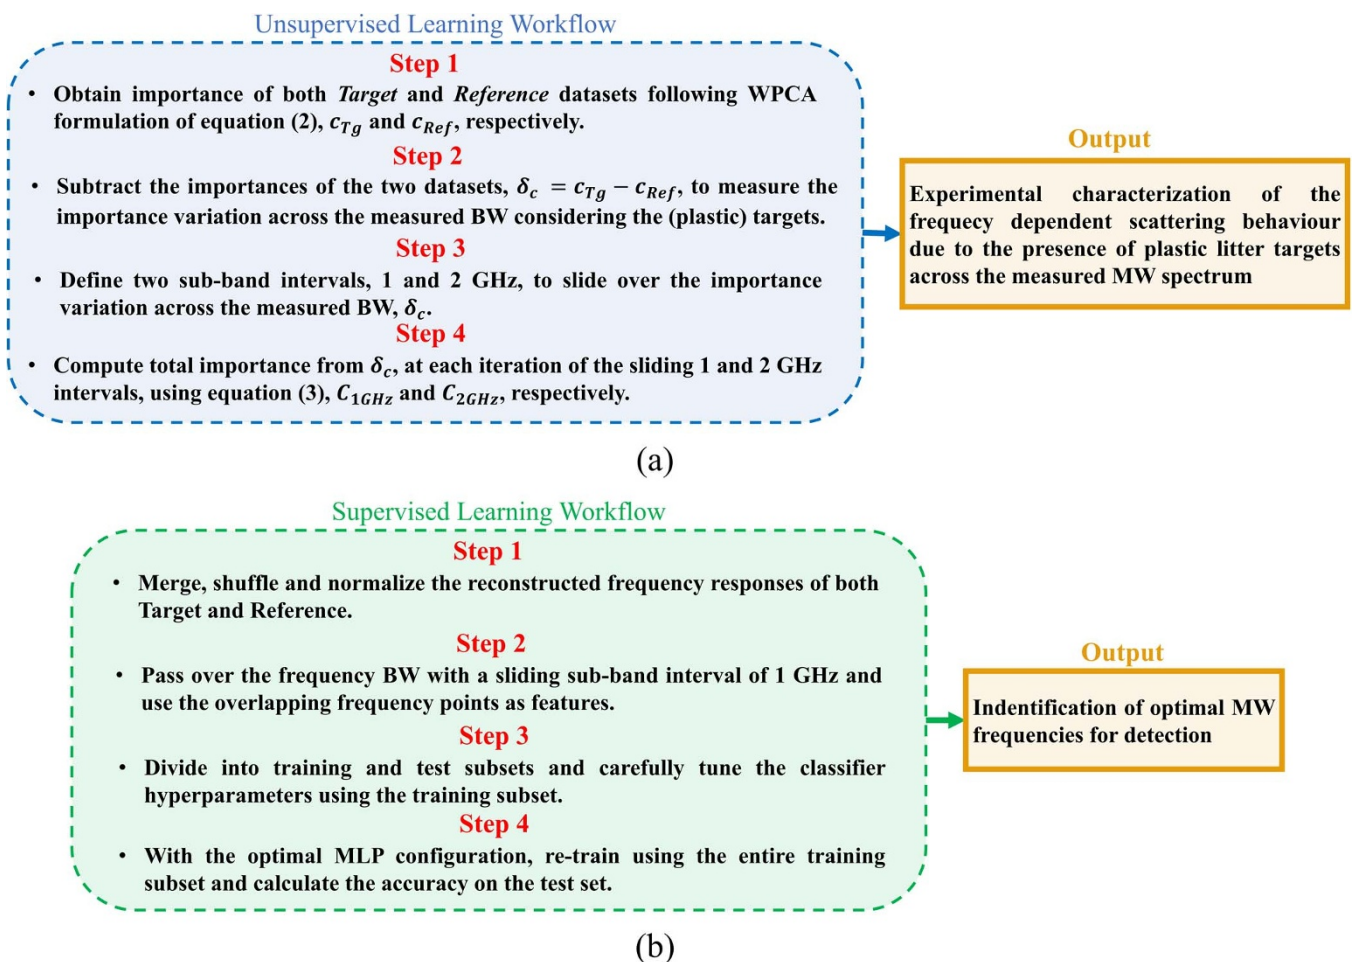 Unsupervised Learning Workflow
Step 1
• Obtain importance of both Target and Reference datasets following WPCA
formulation of equation (2), c_Tg and c_Ref, respectively.
Step 2
• Subtract the importances of the two datasets, δ_c = c_Tg − c_Ref, to measure the
importance variation across the measured BW considering the (plastic) targets.
Step 3
• Define two sub-band intervals, 1 and 2 GHz, to slide over the importance
variation across the measured BW, δ_c.
Step 4
• Compute total importance from δ_c, at each iteration of the sliding 1 and 2 GHz
intervals, using equation (3), C_1GHz and C_2GHz, respectively.
Output
Experimental characterization of the
frequecy dependent scattering behaviour
due to the presence of plastic litter targets
across the measured MW spectrum
(a)
Supervised Learning Workflow
Step 1
• Merge, shuffle and normalize the reconstructed frequency responses of both
Target and Reference.
Step 2
• Pass over the frequency BW with a sliding sub-band interval of 1 GHz and
use the overlapping frequency points as features.
Step 3
• Divide into training and test subsets and carefully tune the classifier
hyperparameters using the training subset.
Step 4
• With the optimal MLP configuration, re-train using the entire training
subset and calculate the accuracy on the test set.
Output
Indentification of optimal MW
frequencies for detection
(b)